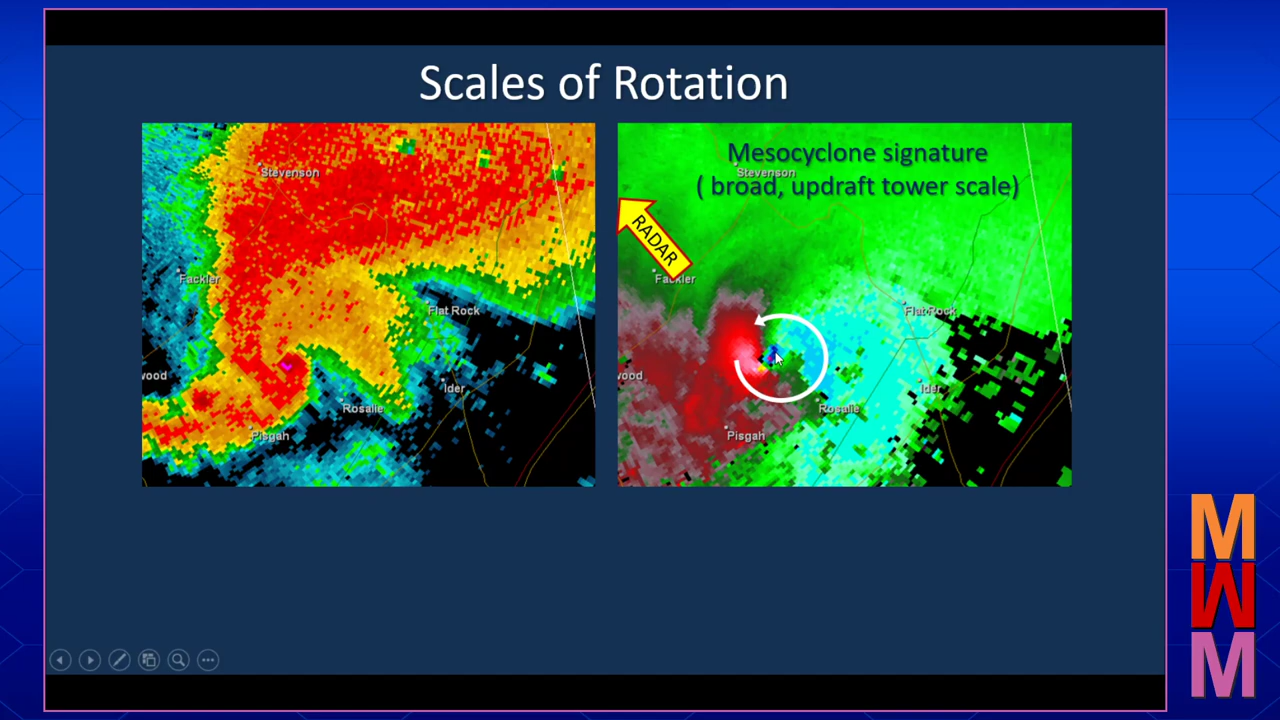 Scales of Rotation
Stevenson
Fackler
Flat Rock
wood
Ider
Rosalie
Pisgah
Mesocyclone signature
Stevenson
( broad, updraft tower scale)
RADAR
Fackler
Flat Rock
wood
Ider
Rosalie
Pisgah
M
W
M